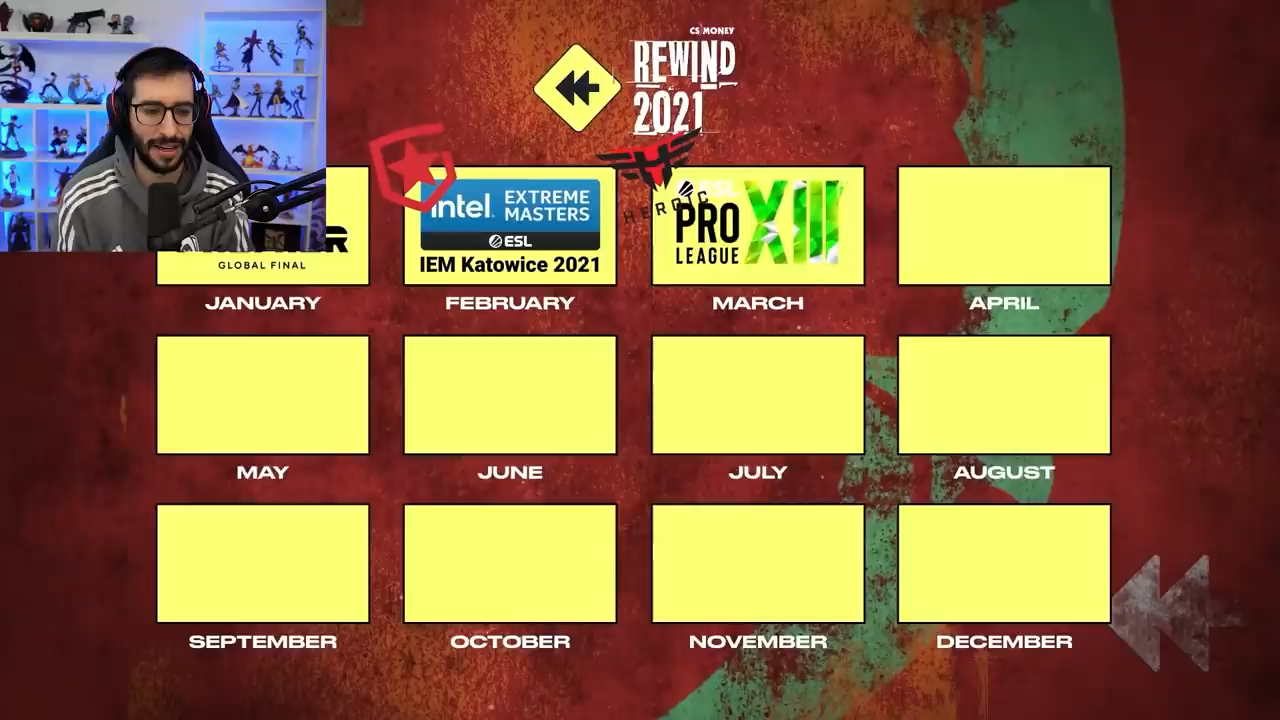 CS MONEY
REWIND
2021
GLOBAL FINAL
JANUARY
intel. EXTREME
MASTERS
ESL
IEM Katowice 2021
FEBRUARY
HEROIC
ESL
PRO XIII
LEAGUE
MARCH
APRIL
MAY
JUNE
JULY
AUGUST
SEPTEMBER
OCTOBER
NOVEMBER
DECEMBER